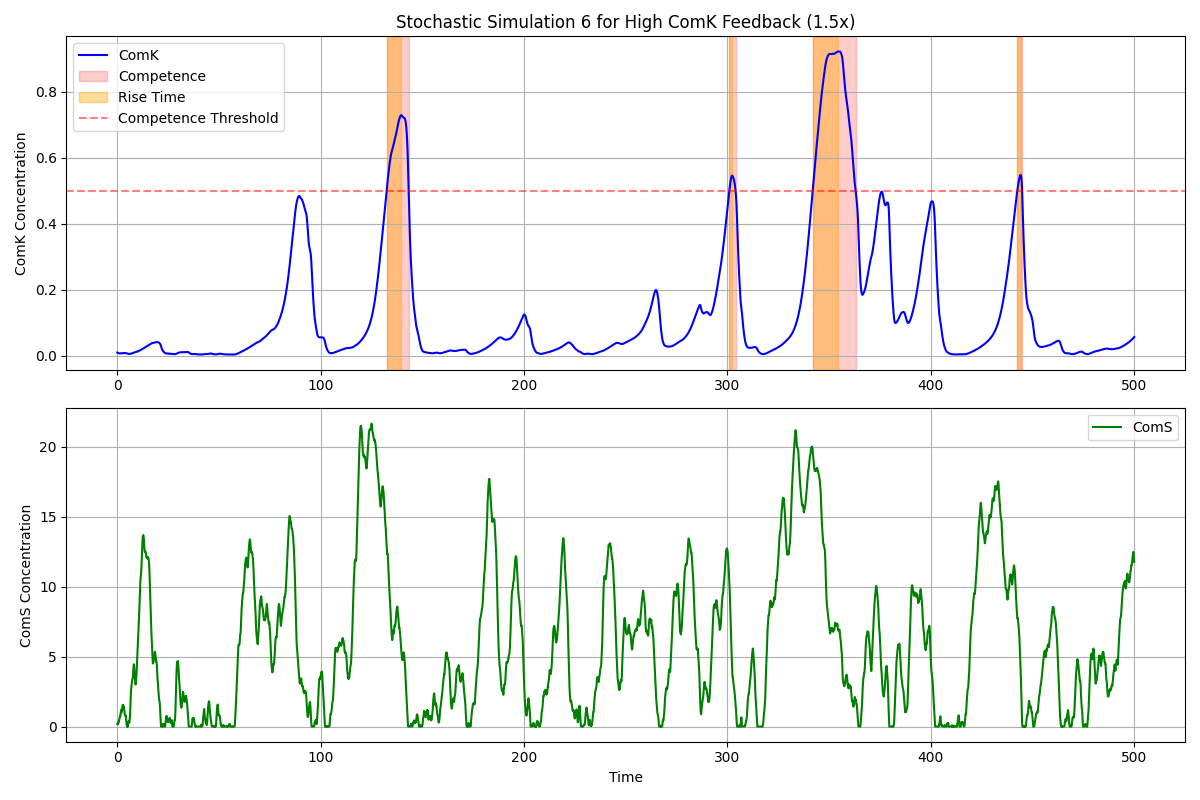 Stochastic Simulation 6 for High ComK Feedback (1.5x)
ComK
Competence
Rise Time
Competence Threshold
ComK Concentration
0.8
0.6
0.4
0.2
0.0
0 100 200 300 400 500
ComS
ComS Concentration
20
15
10
5
0
0 100 200 300 400 500
Time